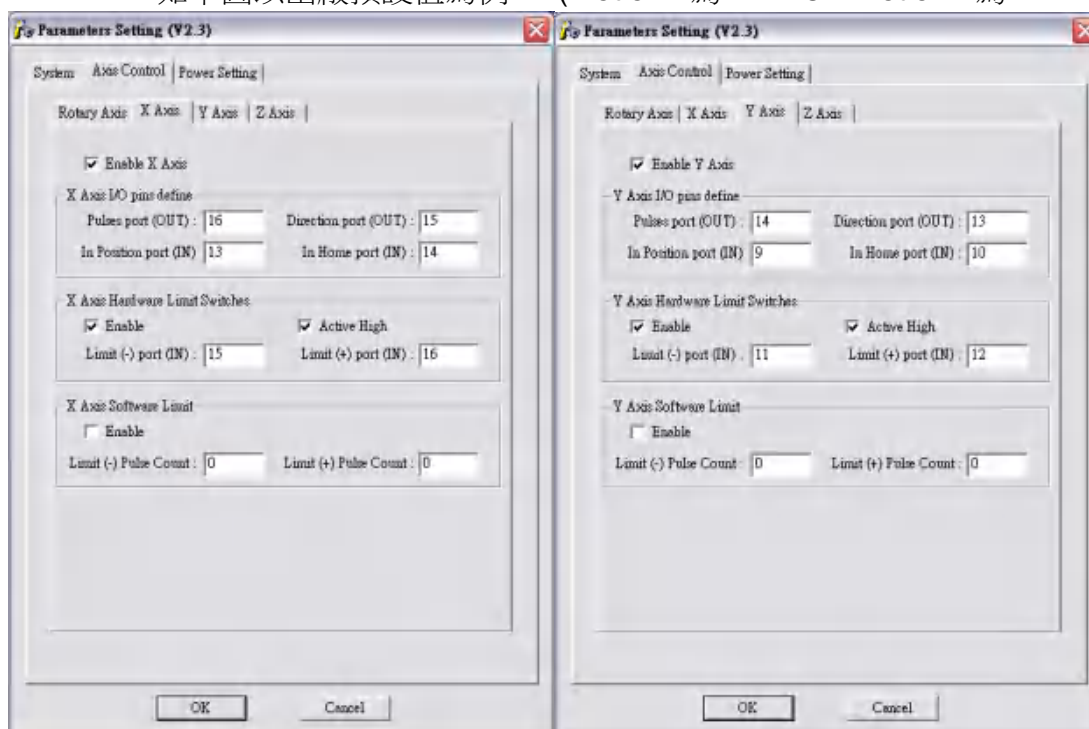 Parameters Setting (V2.3)
System Axis Control Power Setting
Rotary Axis X Axis Y Axis Z Axis
Enable X Axis
X Axis I/O pins define
Pulses port (OUT) : 16 Direction port (OUT) : 15
In Position port (IN) 13 In Home port (IN) : 14
X Axis Hardware Limit Switches
Enable Active High
Limit (-) port (IN) : 15 Limit (+) port (IN) : 16
X Axis Software Limit
Enable
Limit (-) Pulse Count : 0 Limit (+) Pulse Count : 0
OK Cancel
Parameters Setting (V2.3)
System Axis Control Power Setting
Rotary Axis X Axis Y Axis Z Axis
Enable Y Axis
Y Axis I/O pins define
Pulses port (OUT) : 14 Direction port (OUT) : 13
In Position port (IN) 9 In Home port (IN) : 10
Y Axis Hardware Limit Switches
Enable Active High
Limit (-) port (IN) : 11 Limit (+) port (IN) : 12
Y Axis Software Limit
Enable
Limit (-) Pulse Count : 0 Limit (+) Pulse Count : 0
OK Cancel